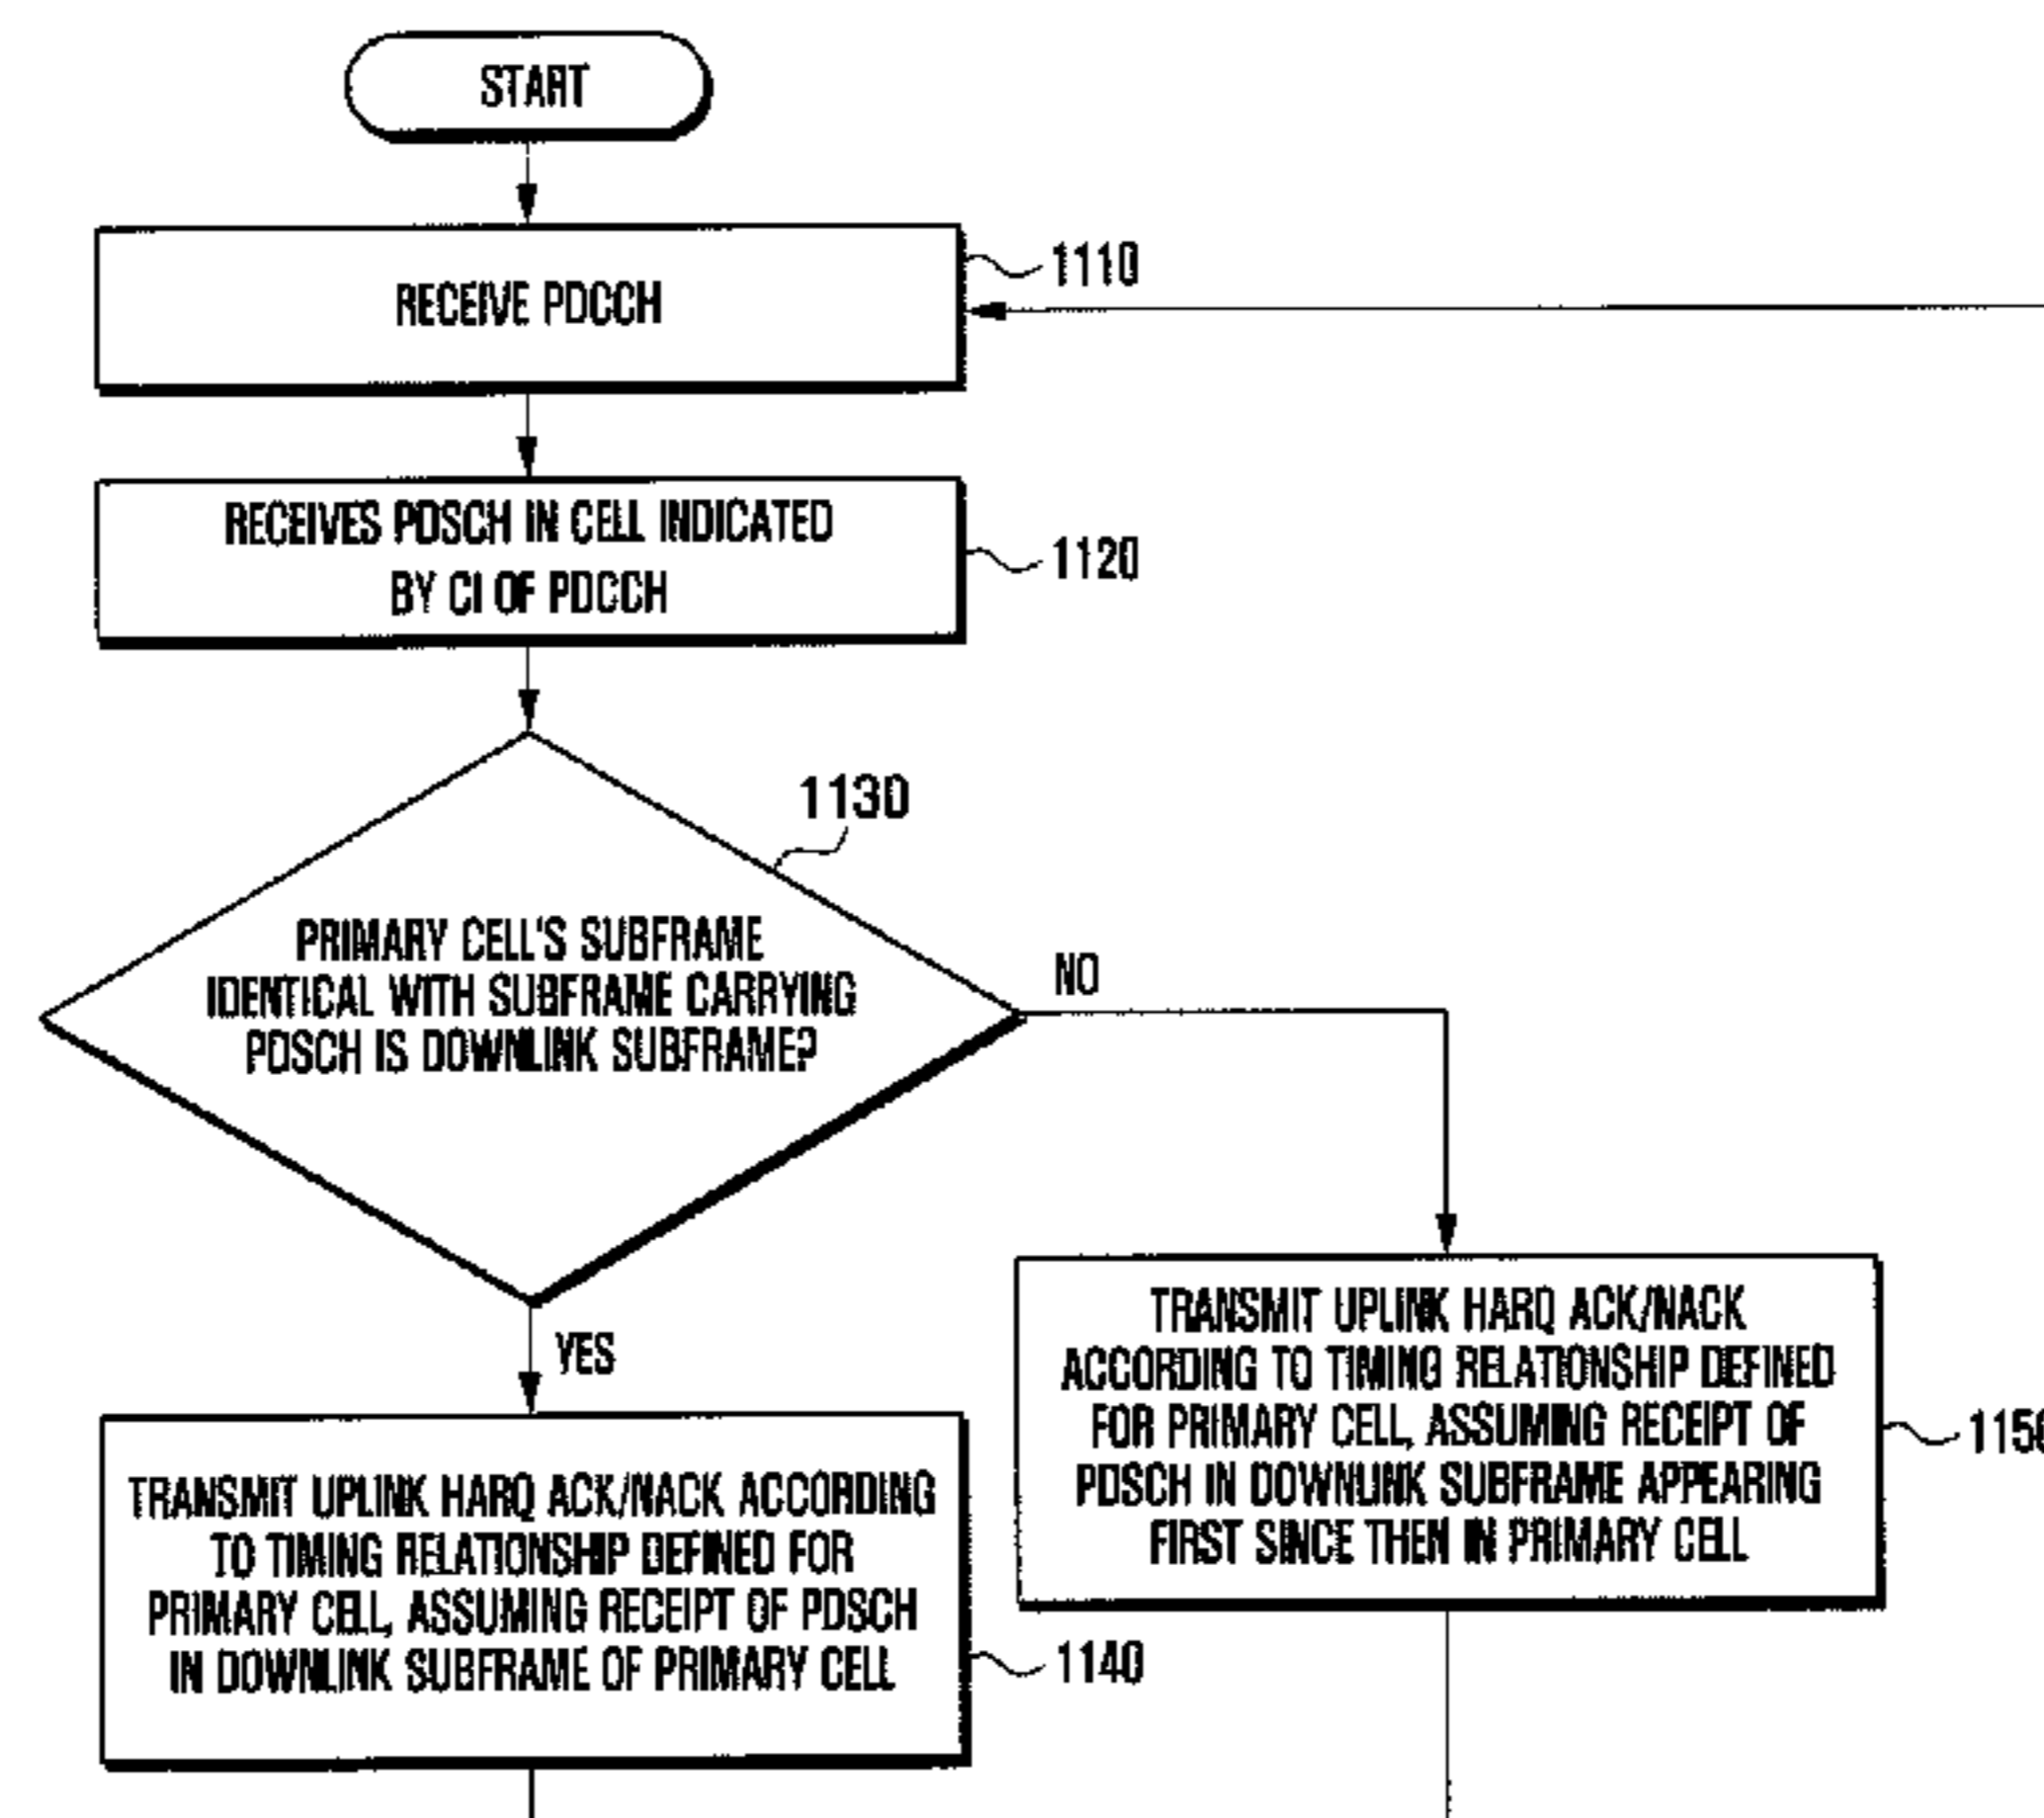 START
RECEIVE PDCCH
1110
RECEIVES PDSCH IN CELL INDICATED
BY CI OF PDCCH
1120
1130
PRIMARY CELL'S SUBFRAME
IDENTICAL WITH SUBFRAME CARRYING
PDSCH IS DOWNLINK SUBFRAME?
NO
YES
TRANSMIT UPLINK HARQ ACK/NACK
ACCORDING TO TIMING RELATIONSHIP DEFINED
FOR PRIMARY CELL, ASSUMING RECEIPT OF
PDSCH IN DOWNLINK SUBFRAME APPEARING
FIRST SINCE THEN IN PRIMARY CELL
1150
TRANSMIT UPLINK HARQ ACK/NACK ACCORDING
TO TIMING RELATIONSHIP DEFINED FOR
PRIMARY CELL, ASSUMING RECEIPT OF PDSCH
IN DOWNLINK SUBFRAME OF PRIMARY CELL
1140